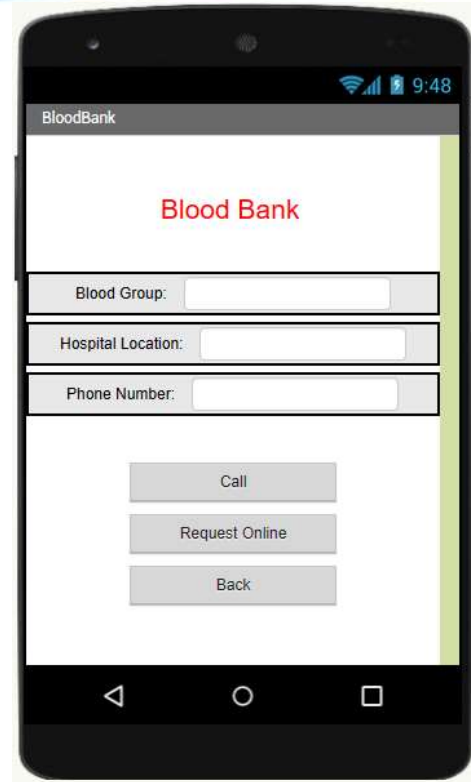 9:48
BloodBank
Blood Bank
Blood Group:
Hospital Location:
Phone Number:
Call
Request Online
Back